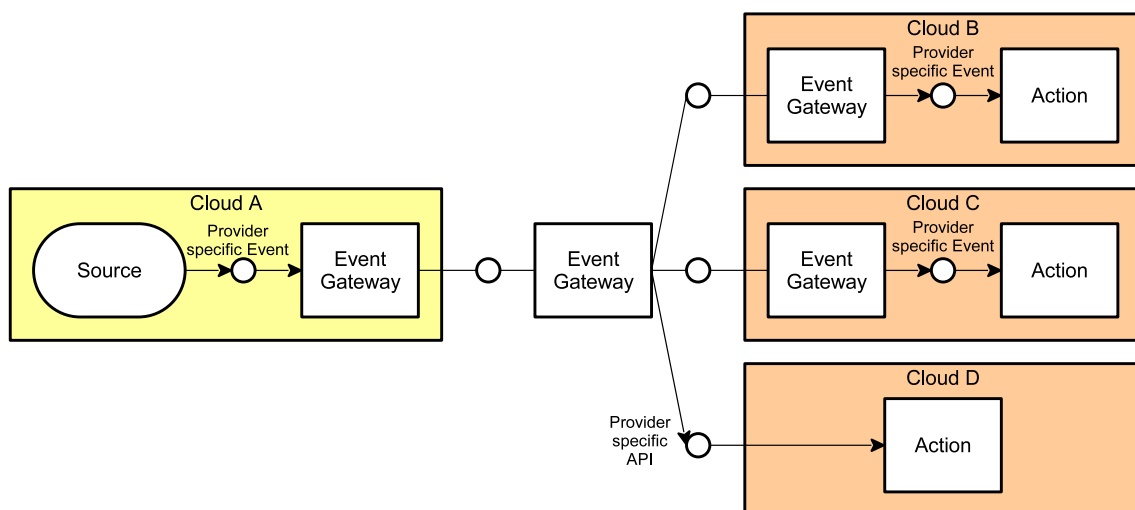 Cloud A
Source
Provider
specific Event
Event
Gateway
Event
Gateway
Cloud B
Event
Gateway
Provider
specific Event
Action
Cloud C
Event
Gateway
Provider
specific Event
Action
Provider
specific
API
Cloud D
Action